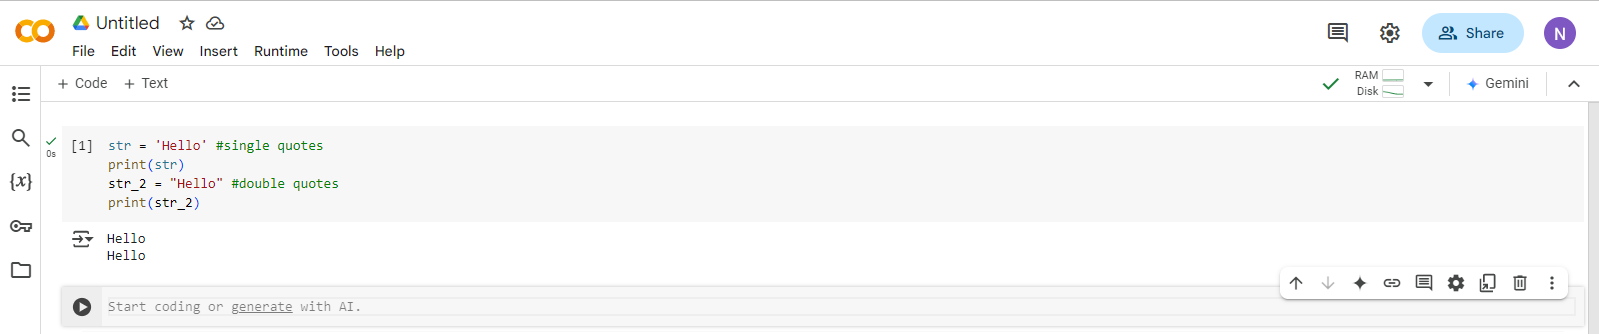 Untitled
File Edit View Insert Runtime Tools Help
Share
N
+ Code + Text
RAM
Disk
Gemini
{x}
0s
[1] str = 'Hello' #single quotes
print(str)
str_2 = "Hello" #double quotes
print(str_2)
Hello
Hello
Start coding or generate with AI.